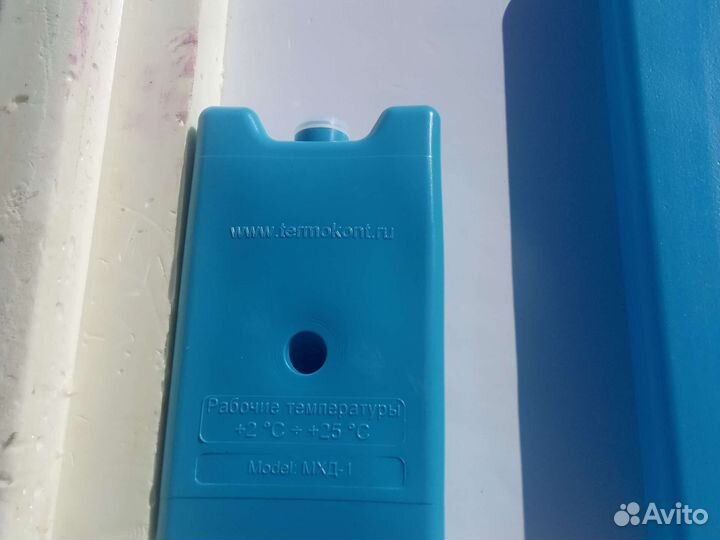 www.termokont.ru
Рабочие температуры
+2 °C ÷ +25 °C
Model: МХД-1
Avito